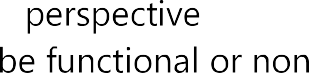 perspective
be functional or non